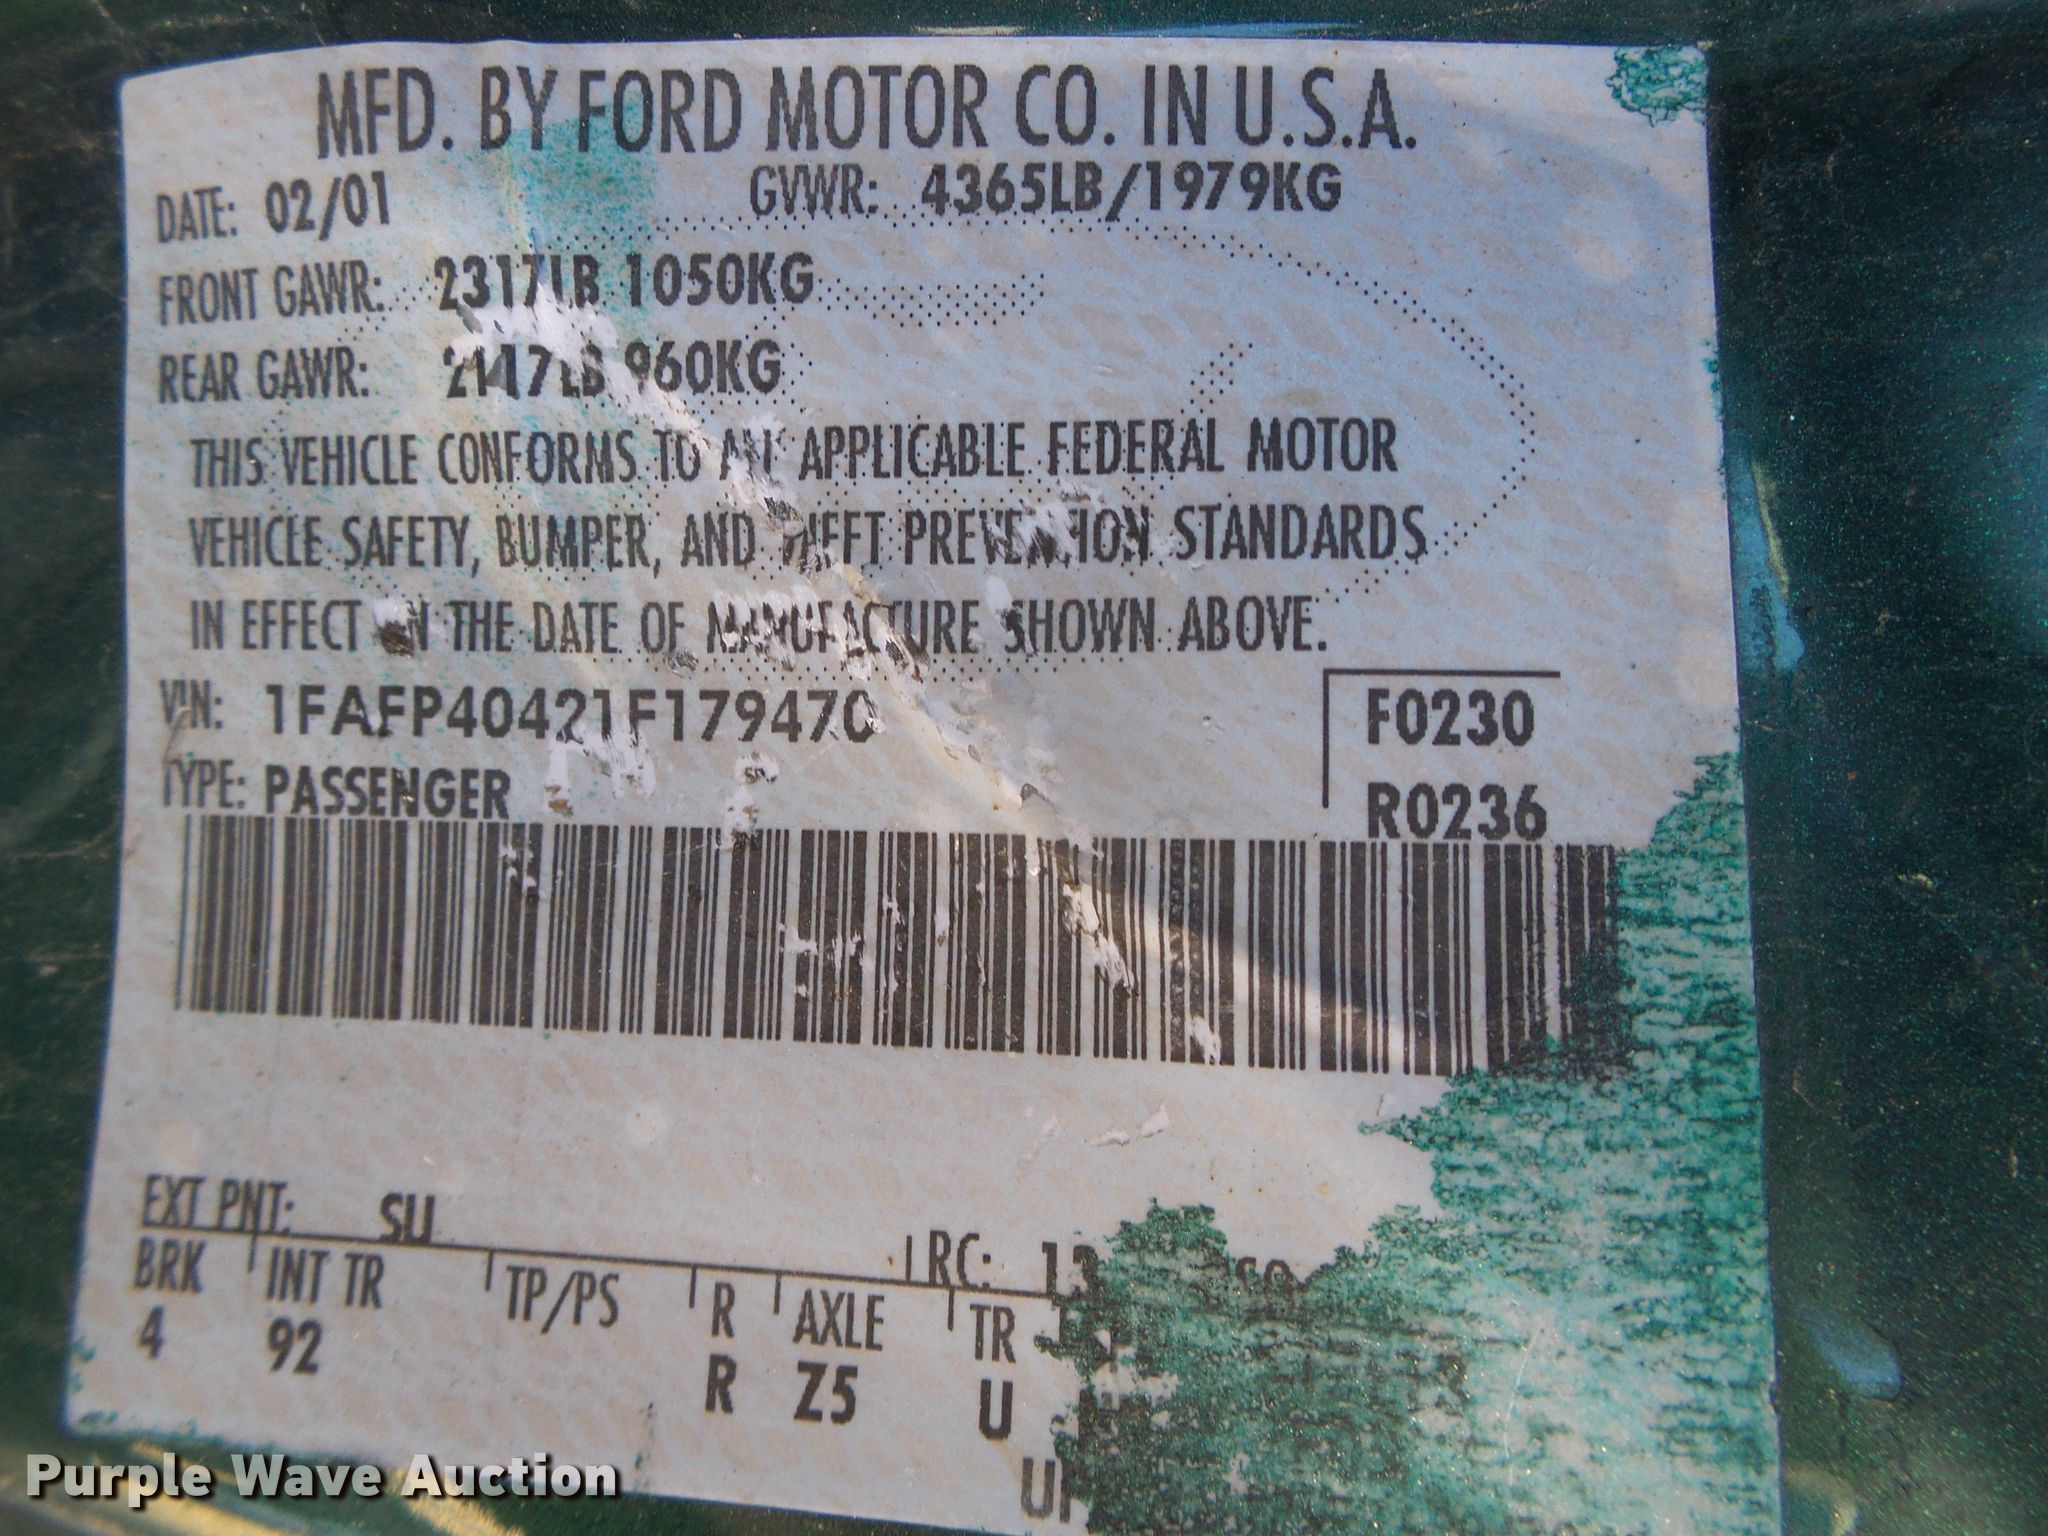 MFD. BY FORD MOTOR CO. IN U.S.A.
DATE: 02/01 GVWR: 4365LB/1979KG
FRONT GAWR: 2317LB 1050KG
REAR GAWR: 2117LB 960KG
THIS VEHICLE CONFORMS TO ALL APPLICABLE FEDERAL MOTOR
VEHICLE SAFETY, BUMPER, AND THEFT PREVENTION STANDARDS
IN EFFECT ON THE DATE OF MANUFACTURE SHOWN ABOVE.
VIN: 1FAFP40421F179470 F0230
TYPE: PASSENGER R0236
EXT PNT: SU RC: 13
BRK INT TR TP/PS R AXLE TR
4 92 R Z5 U
Purple Wave Auction